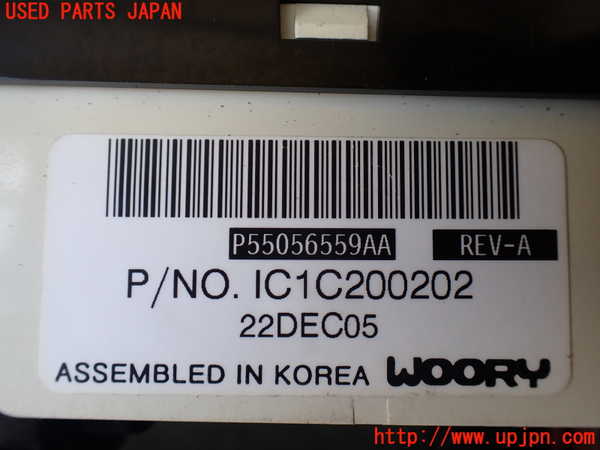 USED PARTS JAPAN
P55056559AA REV-A
P/NO. IC1C200202
22DEC05
ASSEMBLED IN KOREA WOORY
http://www.upjpn.com